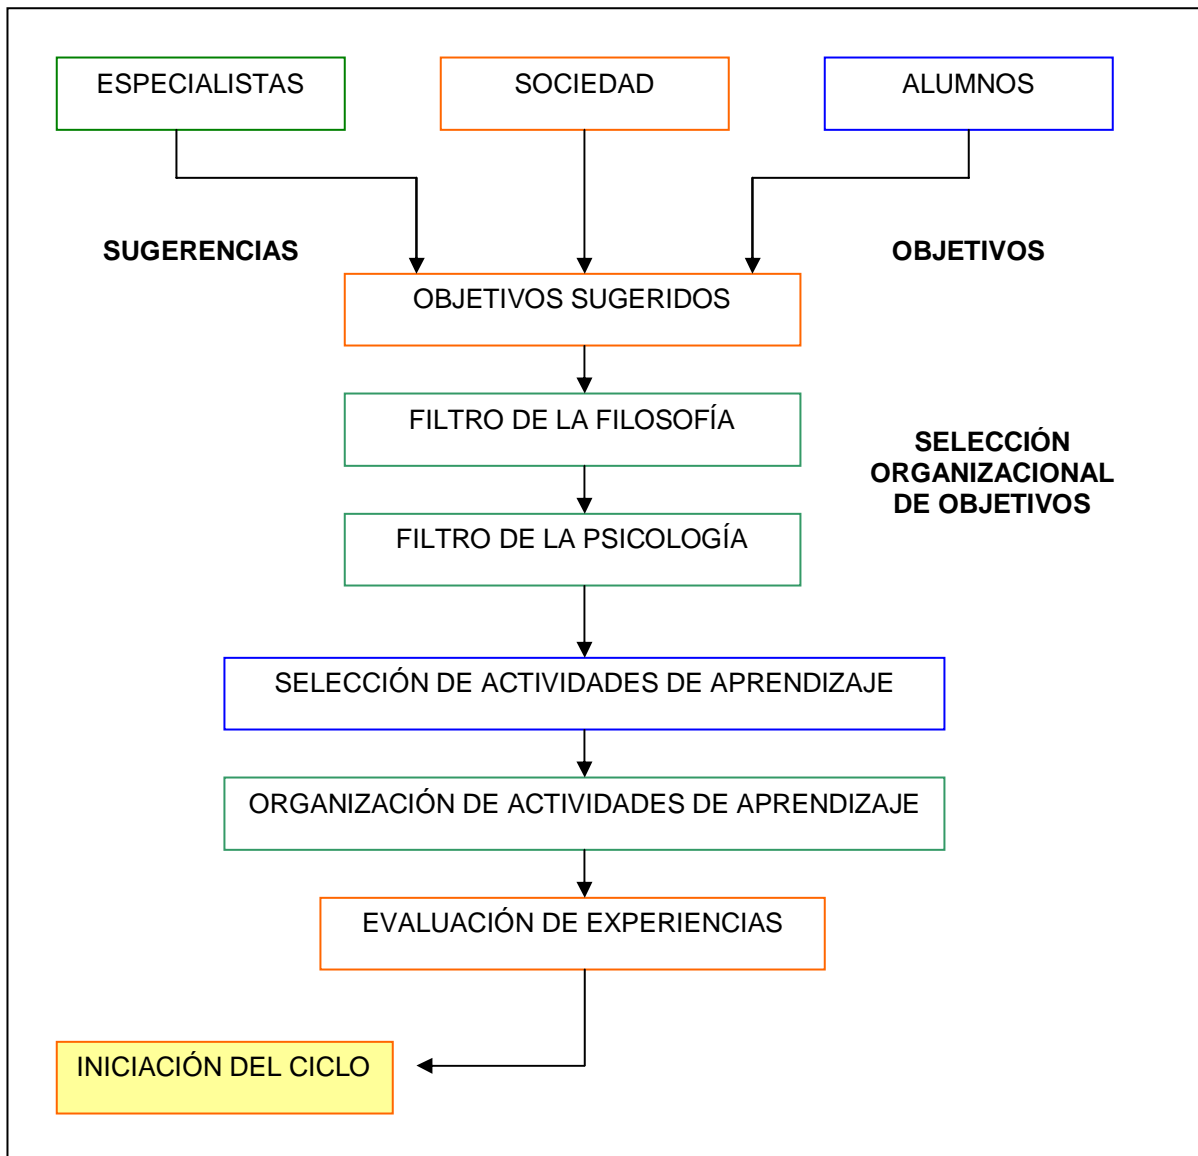 ESPECIALISTAS
SOCIEDAD
ALUMNOS
SUGERENCIAS
OBJETIVOS
OBJETIVOS SUGERIDOS
FILTRO DE LA FILOSOFÍA
SELECCIÓN
ORGANIZACIONAL
DE OBJETIVOS
FILTRO DE LA PSICOLOGÍA
SELECCIÓN DE ACTIVIDADES DE APRENDIZAJE
ORGANIZACIÓN DE ACTIVIDADES DE APRENDIZAJE
EVALUACIÓN DE EXPERIENCIAS
INICIACIÓN DEL CICLO